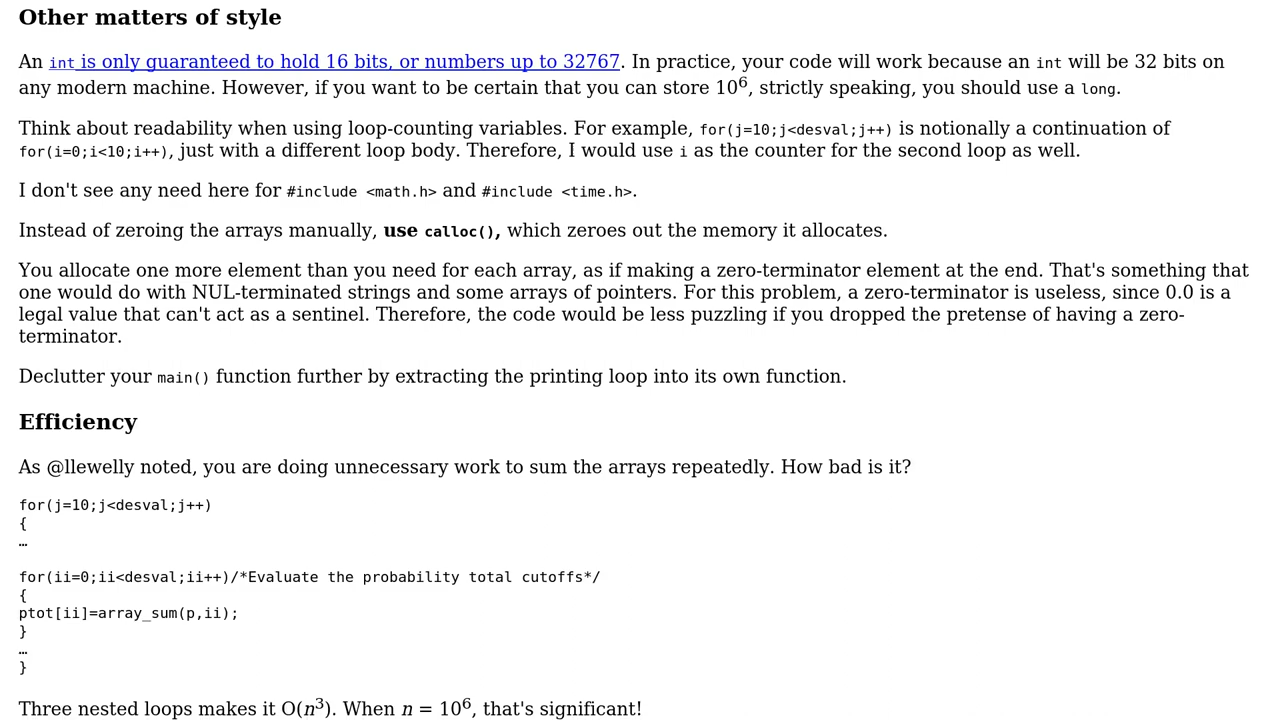 Other matters of style
An int is only guaranteed to hold 16 bits, or numbers up to 32767. In practice, your code will work because an int will be 32 bits on
any modern machine. However, if you want to be certain that you can store 10⁶, strictly speaking, you should use a long.
Think about readability when using loop-counting variables. For example, for(j=10;j<desval;j++) is notionally a continuation of
for(i=0;i<10;i++), just with a different loop body. Therefore, I would use i as the counter for the second loop as well.
I don't see any need here for #include <math.h> and #include <time.h>.
Instead of zeroing the arrays manually, use calloc(), which zeroes out the memory it allocates.
You allocate one more element than you need for each array, as if making a zero-terminator element at the end. That's something that
one would do with NUL-terminated strings and some arrays of pointers. For this problem, a zero-terminator is useless, since 0.0 is a
legal value that can't act as a sentinel. Therefore, the code would be less puzzling if you dropped the pretense of having a zero-
terminator.
Declutter your main() function further by extracting the printing loop into its own function.
Efficiency
As @llewelly noted, you are doing unnecessary work to sum the arrays repeatedly. How bad is it?
for(j=10;j<desval;j++)
{
…
for(ii=0;ii<desval;ii++)/*Evaluate the probability total cutoffs*/
{
ptot[ii]=array_sum(p,ii);
}
…
}
Three nested loops makes it O(n³). When n = 10⁶, that's significant!